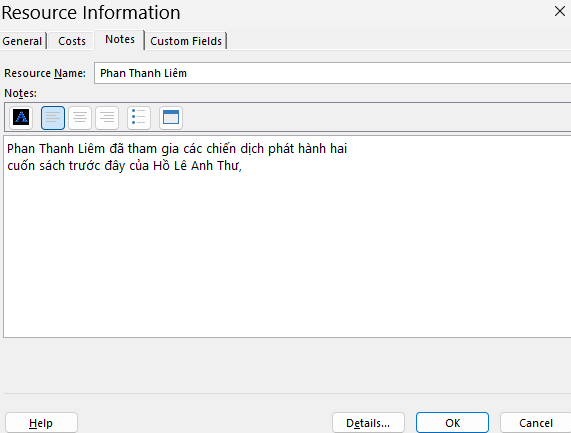 Resource Information
General Costs Notes Custom Fields
Resource Name: Phan Thanh Liêm
Notes:
A
Phan Thanh Liêm đã tham gia các chiến dịch phát hành hai
cuốn sách trước đây của Hồ Lê Anh Thư,
Help Details... OK Cancel